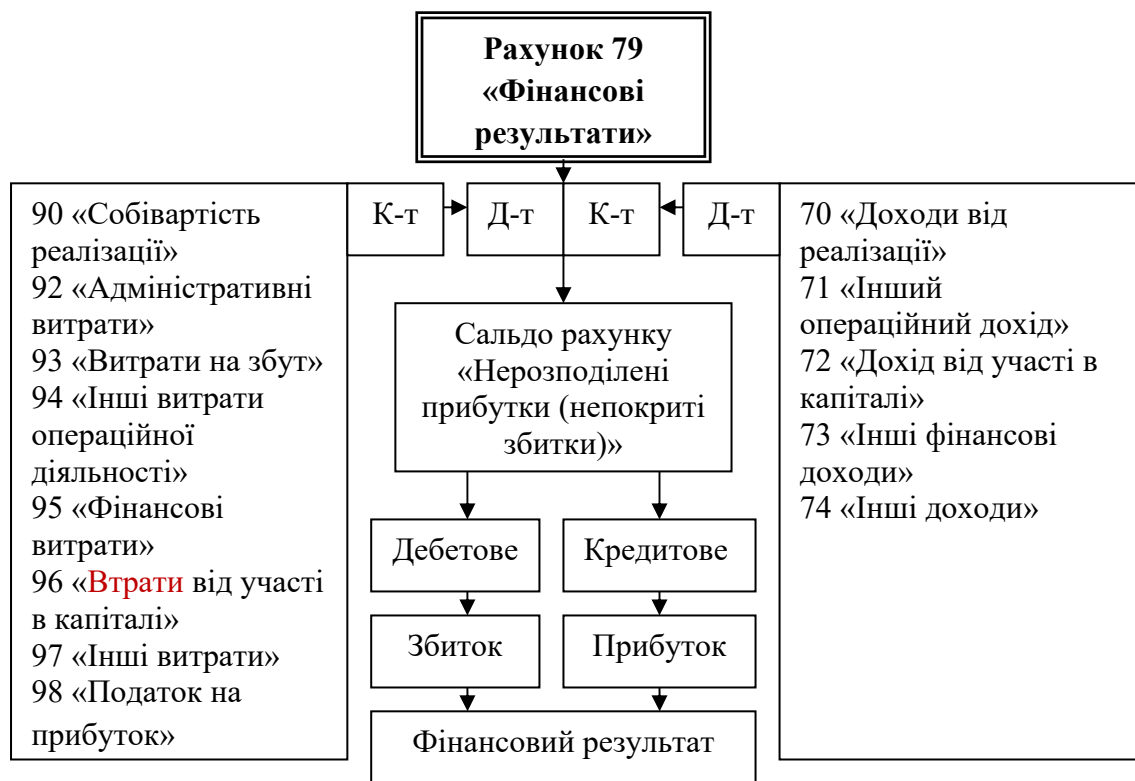 Рахунок 79
«Фінансові
результати»
90 «Собівартість
реалізації»
92 «Адміністративні
витрати»
93 «Витрати на збут»
94 «Інші витрати
операційної
діяльності»
95 «Фінансові
витрати»
96 «Втрати від участі
в капіталі»
97 «Інші витрати»
98 «Податок на
прибуток»
К-т
Д-т
К-т
Д-т
70 «Доходи від
реалізації»
71 «Інший
операційний дохід»
72 «Дохід від участі в
капіталі»
73 «Інші фінансові
доходи»
74 «Інші доходи»
Сальдо рахунку
«Нерозподілені
прибутки (непокриті
збитки)»
Дебетове
Кредитове
Збиток
Прибуток
Фінансовий результат